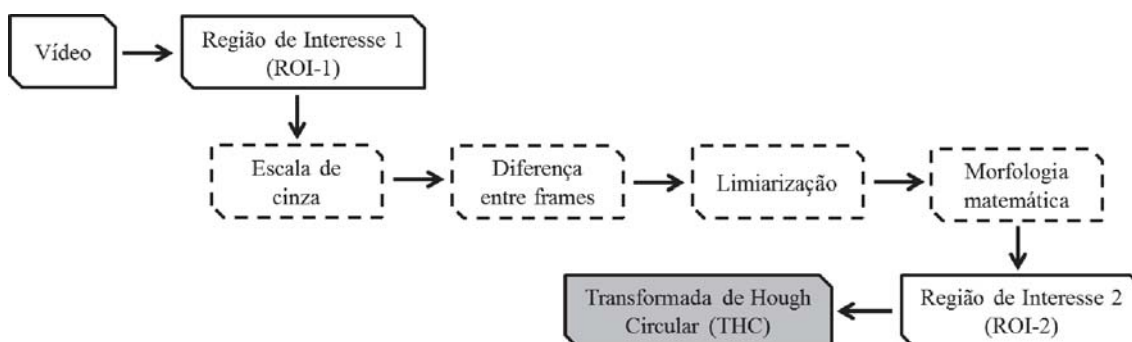 Vídeo
Região de Interesse 1
(ROI-1)
Escala de
cinza
Diferença
entre frames
Limiarização
Morfologia
matemática
Transformada de Hough
Circular (THC)
Região de Interesse 2
(ROI-2)